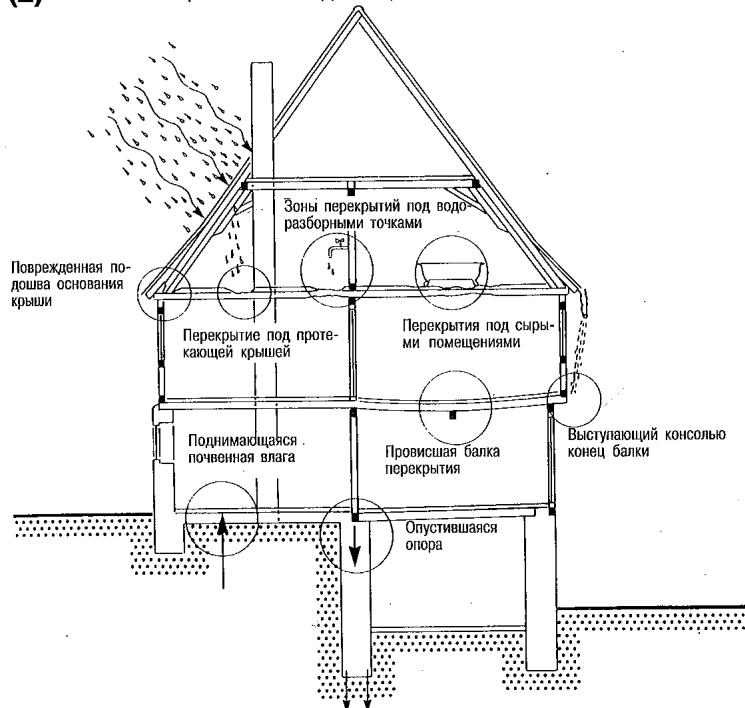 Зоны перекрытий под водо-
разборными точками
Поврежденная по-
дошва основания
крыши
Перекрытие под проте-
кающей крышей
Перекрытия под сыры-
ми помещениями
Поднимающаяся
почвенная влага
Провисшая балка
перекрытия
Выступающий консолью
конец балки
Опустившаяся
опора